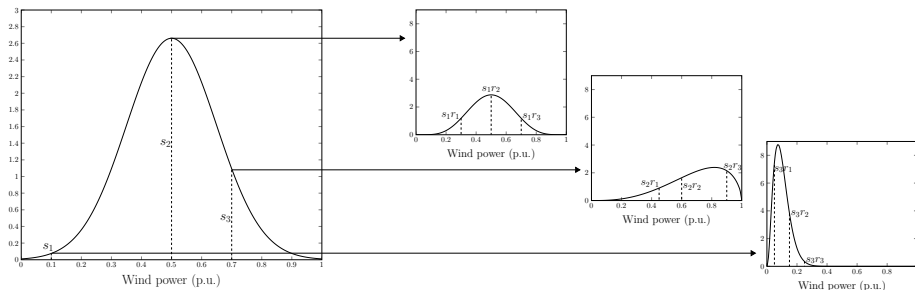 3
2.8
2.6
2.4
2.2
2
1.8
1.6
1.4
1.2
1
0.8
0.6
0.4
0.2
0
s₁
s₂
s₃
0 0.1 0.2 0.3 0.4 0.5 0.6 0.7 0.8 0.9 1
Wind power (p.u.)
8
6
4
2
0
s₁r₁
s₁r₂
s₁r₃
0 0.2 0.4 0.6 0.8 1
Wind power (p.u.)
8
6
4
2
0
s₂r₁
s₂r₂
s₂r₃
0 0.2 0.4 0.6 0.8 1
Wind power (p.u.)
8
6
4
2
0
s₃r₁
s₃r₂
s₃r₃
0 0.2 0.4 0.6 0.8 1
Wind power (p.u.)